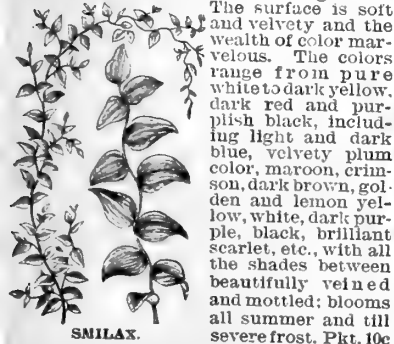 The surface is soft
and velvety and the
wealth of color mar-
velous. The colors
range from pure
white to dark yellow,
dark red and pur-
plish black, includ-
ing light and dark
blue, velvety plum
color, maroon, crim-
son, dark brown, gol-
den and lemon yel-
low, white, dark pur-
ple, black, brilliant
scarlet, etc., with all
the shades between
beautifully veined
and mottled; blooms
all summer and till
severe frost. Pkt. 10c
SMILAX.